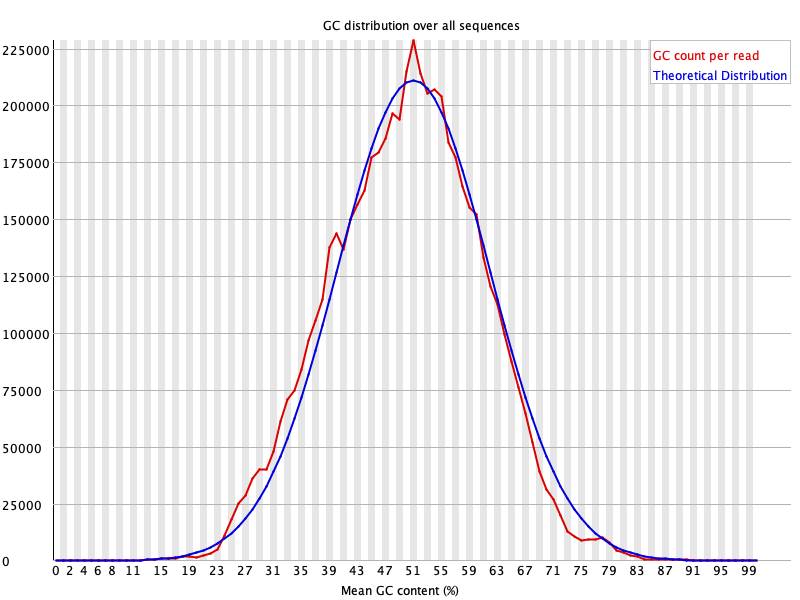 GC distribution over all sequences
GC count per read
Theoretical Distribution
225000
200000
175000
150000
125000
100000
75000
50000
25000
0
0 2 4 6 8 11 15 19 23 27 31 35 39 43 47 51 55 59 63 67 71 75 79 83 87 91 95 99
Mean GC content (%)